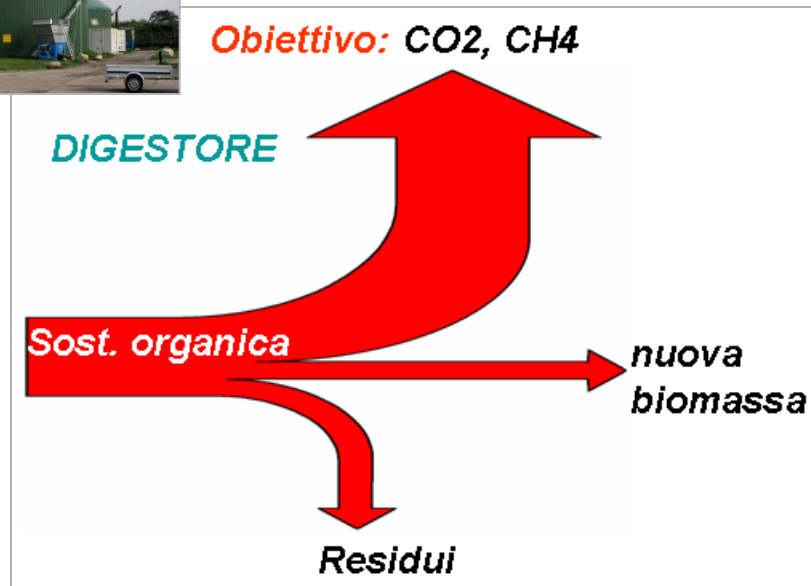 Obiettivo: CO2, CH4
DIGESTORE
Sost. organica
nuova
biomassa
Residui